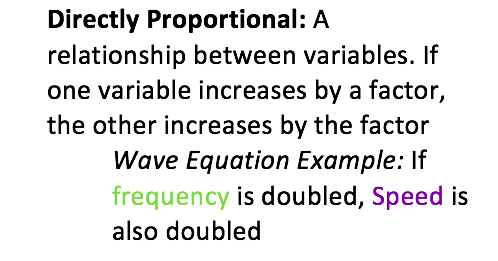 Directly Proportional: A
relationship between variables. If
one variable increases by a factor,
the other increases by the factor
Wave Equation Example: If
frequency is doubled, Speed is
also doubled